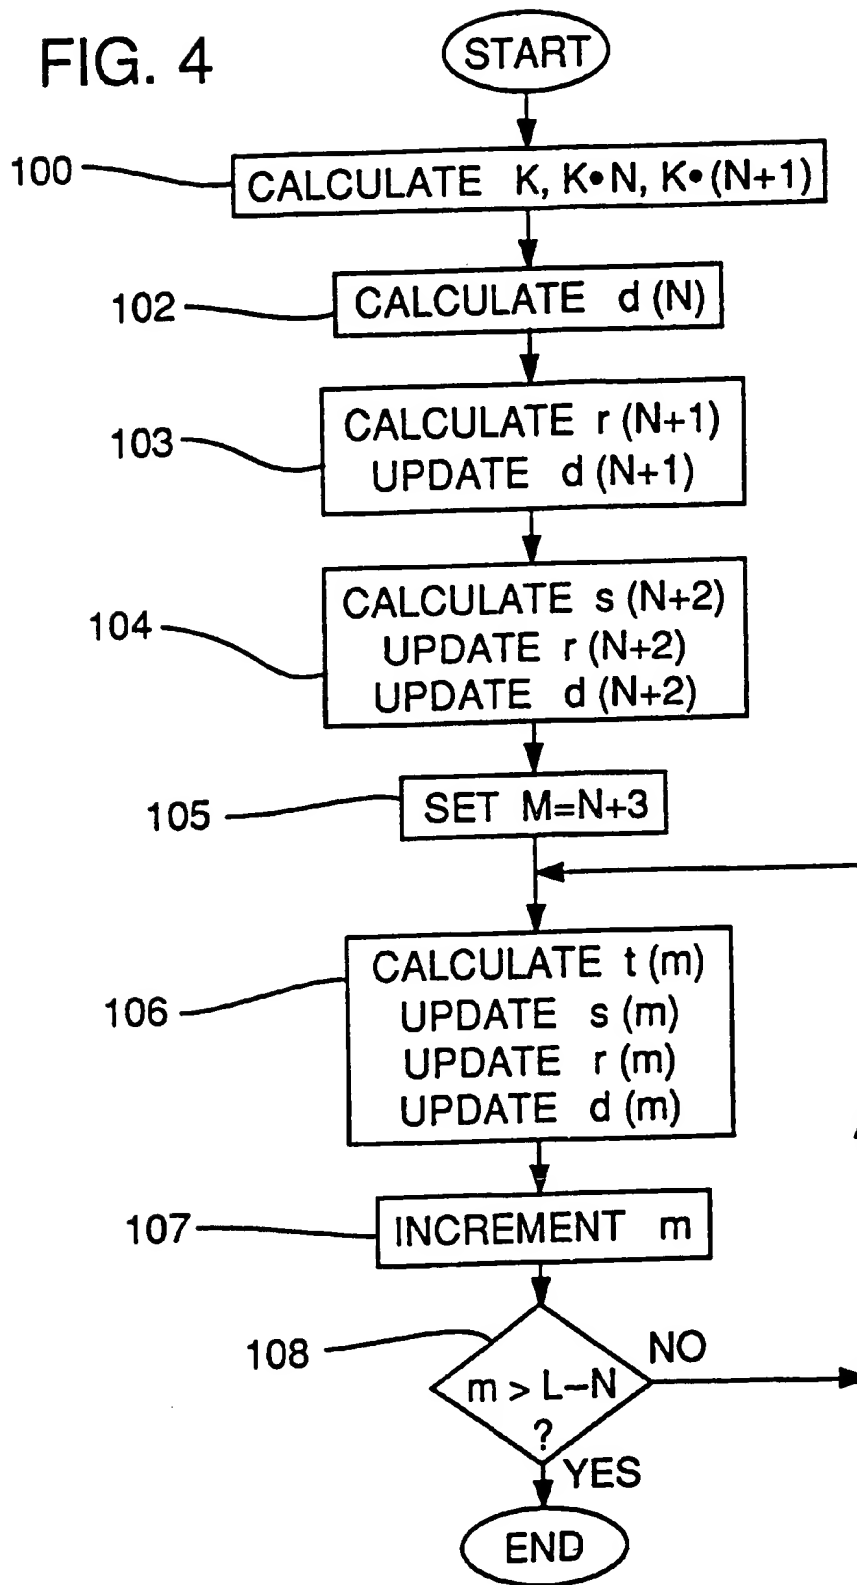 FIG. 4
START
100
CALCULATE K, K•N, K•(N+1)
102
CALCULATE d (N)
103
CALCULATE r (N+1)
UPDATE d (N+1)
104
CALCULATE s (N+2)
UPDATE r (N+2)
UPDATE d (N+2)
105
SET M=N+3
106
CALCULATE t (m)
UPDATE s (m)
UPDATE r (m)
UPDATE d (m)
107
INCREMENT m
108
m > L–N
?
NO
YES
END